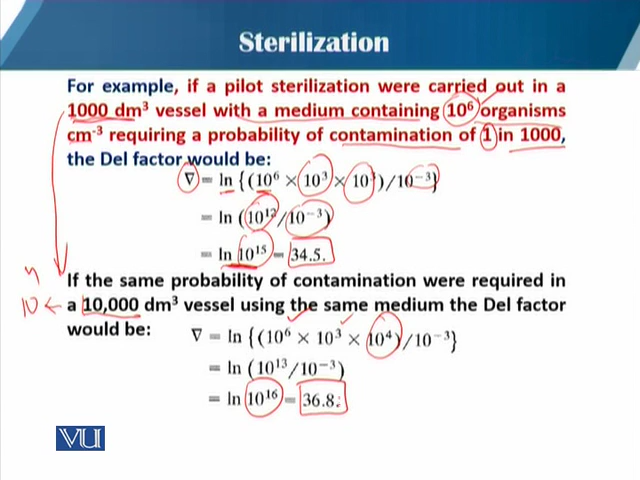 Sterilization
For example, if a pilot sterilization were carried out in a
1000 dm³ vessel with a medium containing 10⁶ organisms
cm⁻³ requiring a probability of contamination of 1 in 1000,
the Del factor would be:
∇ = ln {(10⁶ × 10³ × 10³)/10⁻³}
= ln (10¹²/10⁻³)
= ln 10¹⁵ = 34.5.
If the same probability of contamination were required in
10 ← a 10,000 dm³ vessel using the same medium the Del factor
would be:
∇ = ln {(10⁶ × 10³ × 10⁴)/10⁻³}
= ln (10¹³/10⁻³)
= ln 10¹⁶ = 36.8.
VU